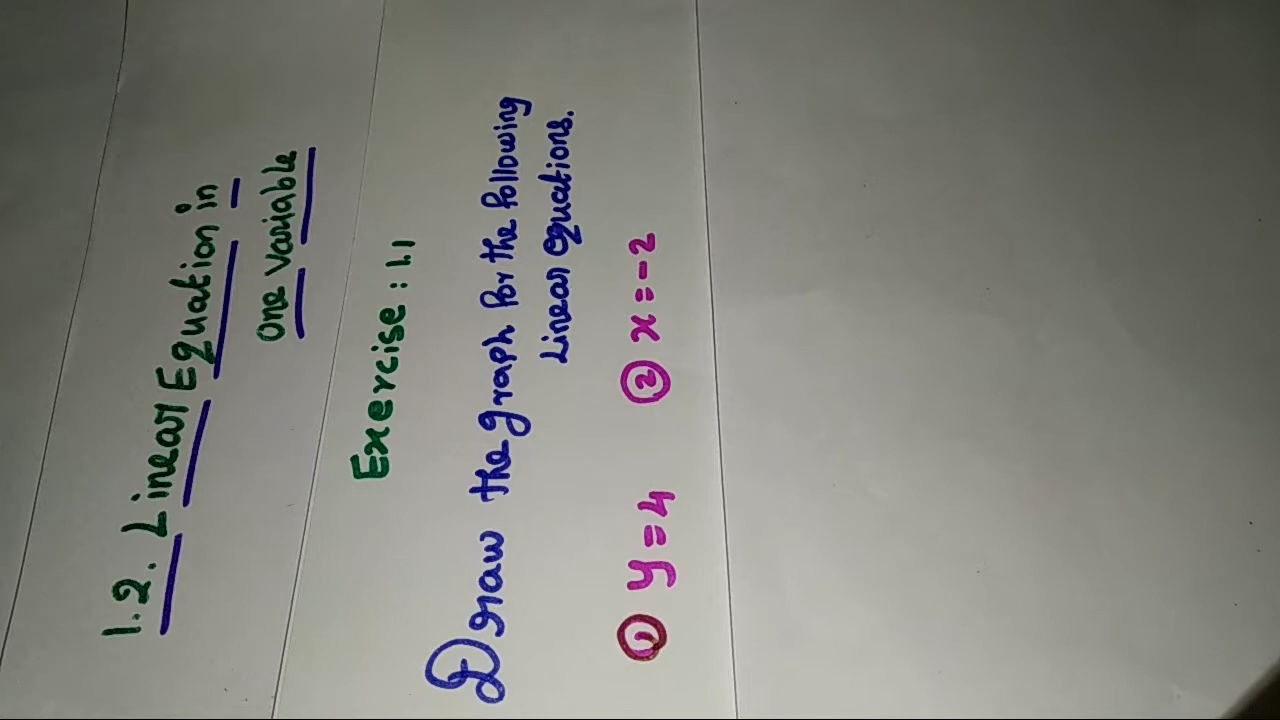 1.2. Linear Equation in
one variable
Exercise : 1.1
Draw the graph for the following
Linear equations.
① y = 4 ② x = -2